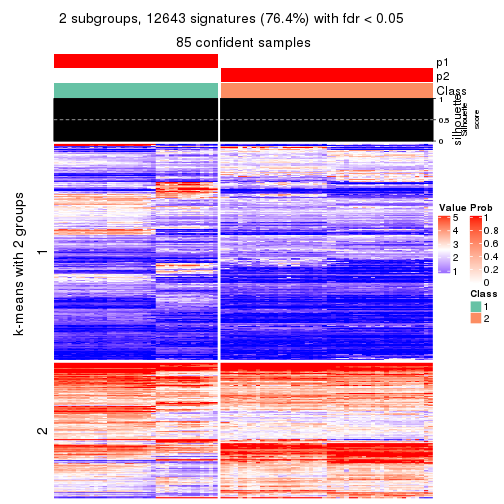 2 subgroups, 12643 signatures (76.4%) with fdr < 0.05
85 confident samples
p1
p2
Class
silhouette
Silhouette
score
1
0.5
0
k-means with 2 groups
1
2
Value
5
4
3
2
1
Prob
1
0.8
0.6
0.4
0.2
0
Class
1
2